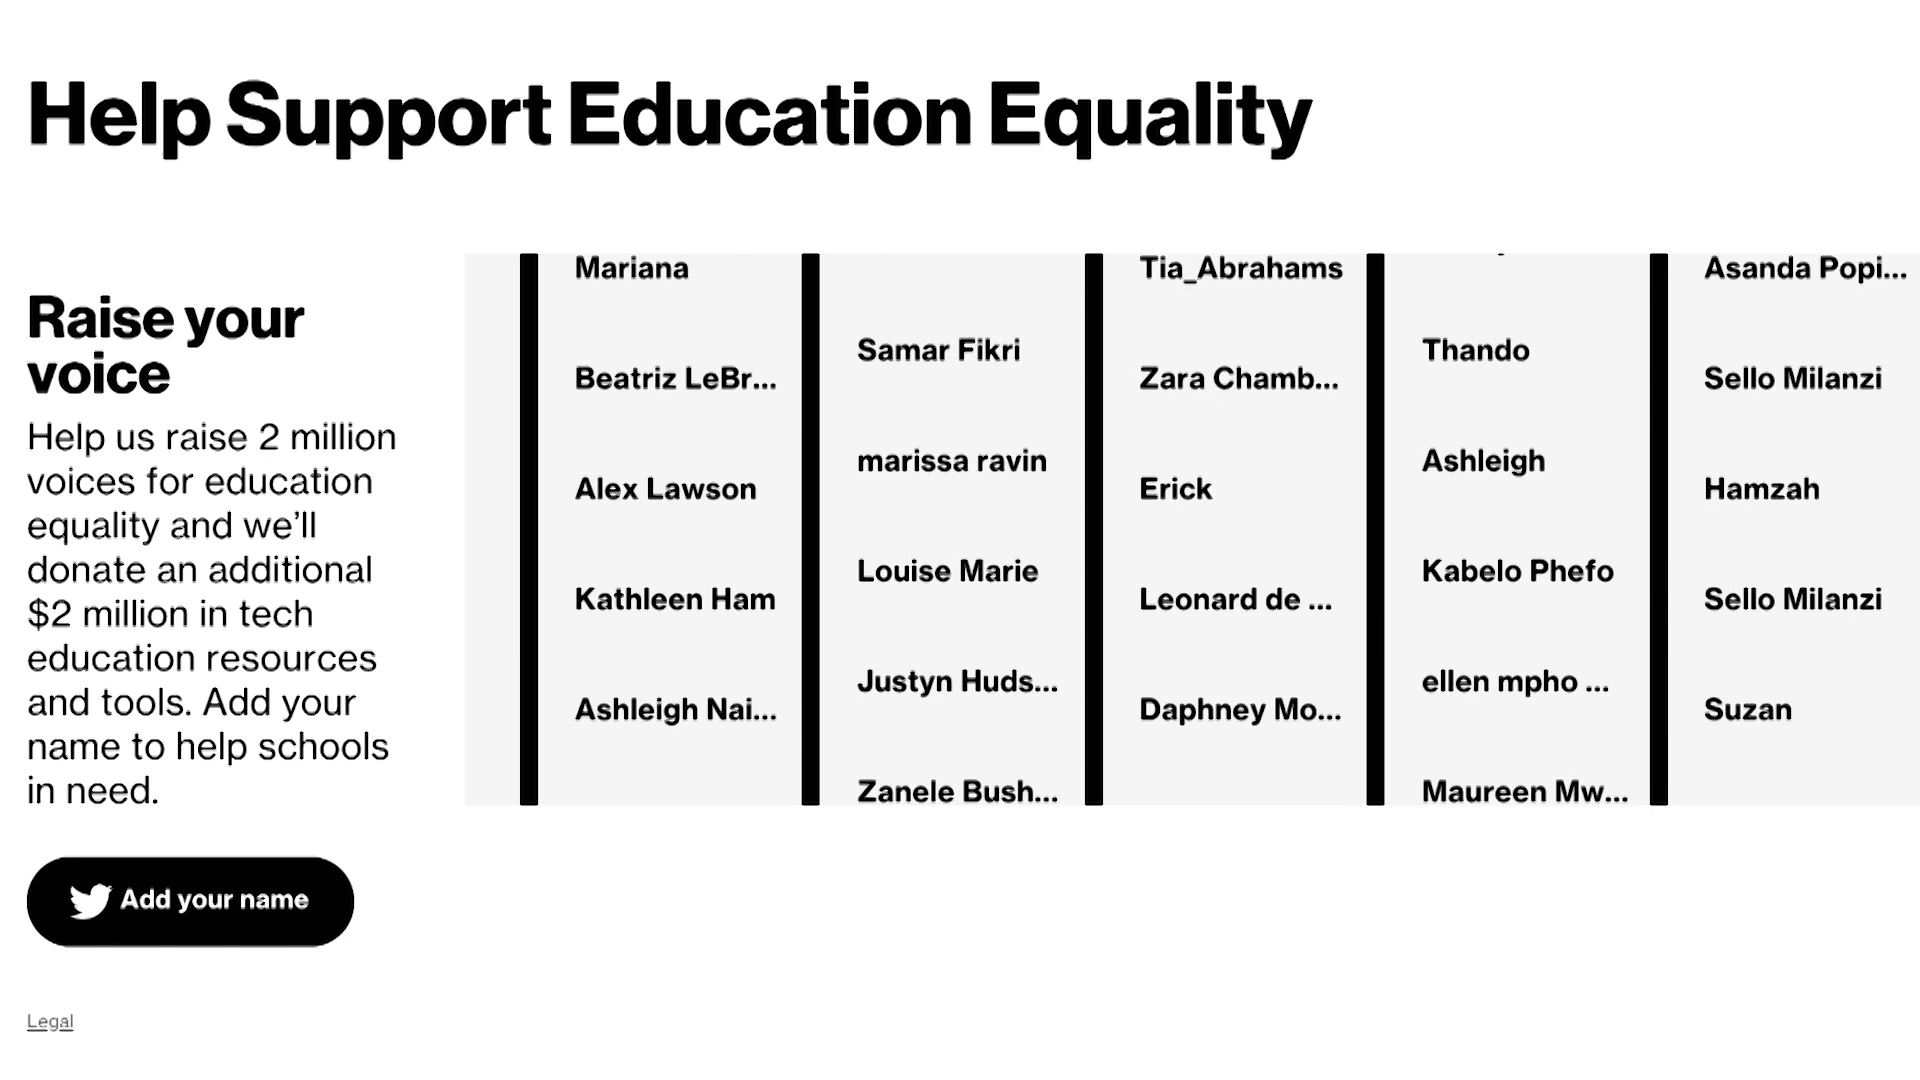 Help Support Education Equality
Raise your
voice
Help us raise 2 million
voices for education
equality and we’ll
donate an additional
$2 million in tech
education resources
and tools. Add your
name to help schools
in need.
Add your name
Legal
Mariana
Beatriz LeBr...
Alex Lawson
Kathleen Ham
Ashleigh Nai...
Samar Fikri
marissa ravin
Louise Marie
Justyn Huds...
Zanele Bush...
Tia_Abrahams
Zara Chamb...
Erick
Leonard de ...
Daphney Mo...
Thando
Ashleigh
Kabelo Phefo
ellen mpho ...
Maureen Mw...
Asanda Popi...
Sello Milanzi
Hamzah
Sello Milanzi
Suzan